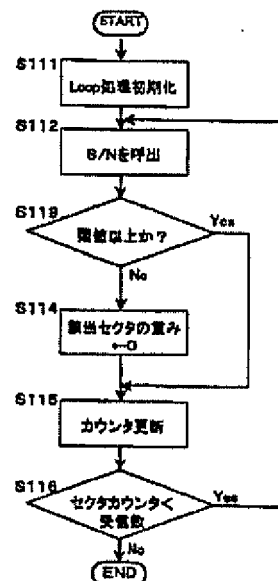 START
S111
Loop処理初期化
S112
S/Nを呼出
S113
閾値以上か？
Yes
No
S114
該当セクタの重み
←0
S115
カウンタ更新
S116
セクタカウンタ<
受信数
Yes
No
END